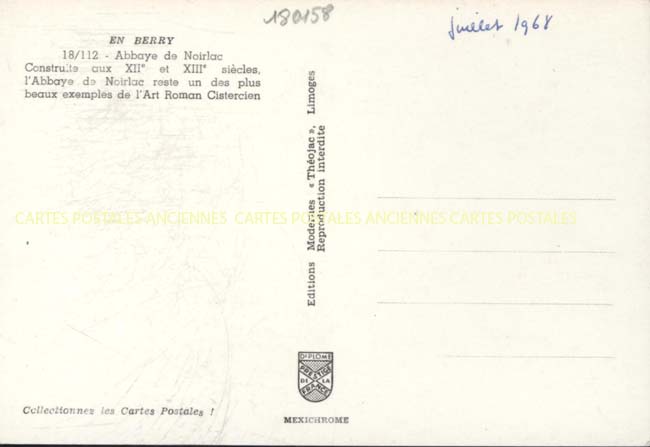 180158
juillet 1968
EN BERRY
18/112 - Abbaye de Noirlac
Construite aux XIIe et XIIIe siècles,
l'Abbaye de Noirlac reste un des plus
beaux exemples de l'Art Roman Cistercien
Editions Modernes « Théojac », Limoges
Reproduction interdite
CARTES POSTALES ANCIENNES CARTES POSTALES ANCIENNES CARTES POSTALES
DIPLOME
PRESTIGE
DE LA
FRANCE
Collectionnez les Cartes Postales !
MEXICHROME